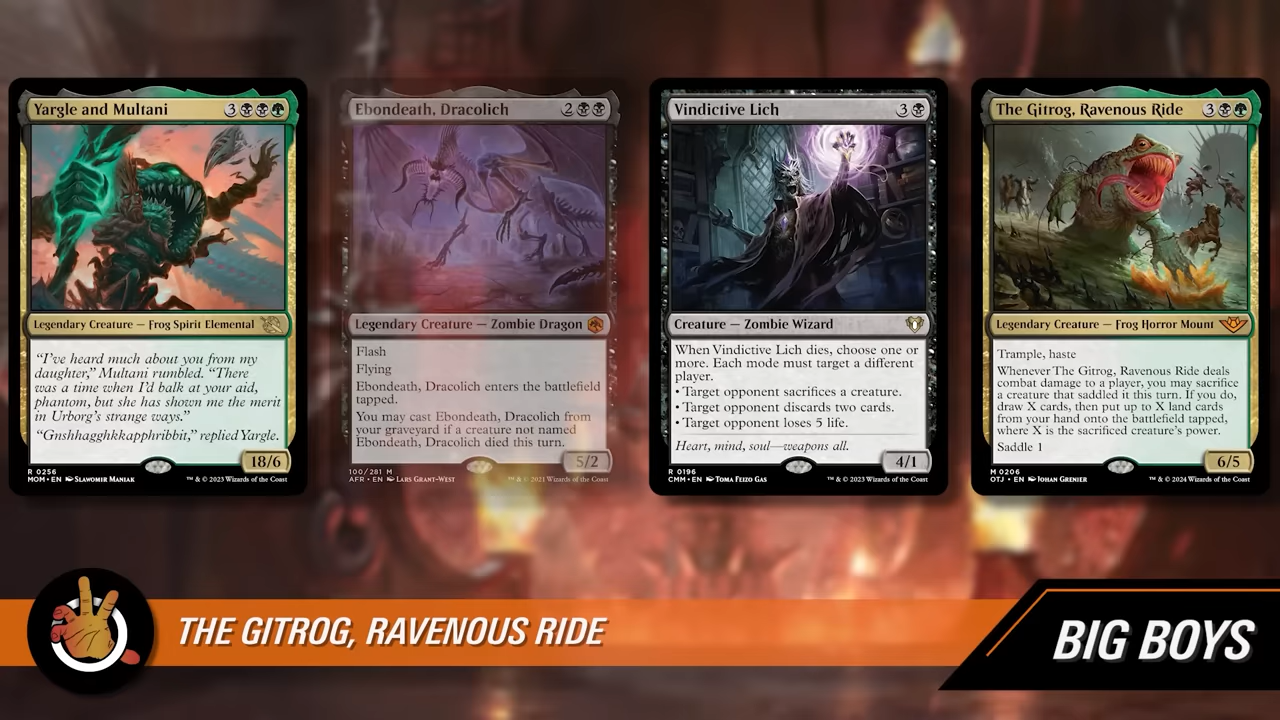 Yargle and Multani
3
Legendary Creature — Frog Spirit Elemental
“I've heard much about you from my
daughter,” Multani rumbled. “There
was a time when I'd balk at your aid,
phantom, but she has shown me the merit
in Urborg's strange ways.”
“Gnshhagghkkapphribbit,” replied Yargle.
18/6
R 0256
MOM • EN Slawomir Maniak
™ & © 2023 Wizards of the Coast
Ebondeath, Dracolich
2
Legendary Creature — Zombie Dragon
Flash
Flying
Ebondeath, Dracolich enters the battlefield
tapped.
You may cast Ebondeath, Dracolich from
your graveyard if a creature not named
Ebondeath, Dracolich died this turn.
5/2
100/281 M
AFR • EN Lars Grant-West
™ & © 2021 Wizards of the Coast
Vindictive Lich
3
Creature — Zombie Wizard
When Vindictive Lich dies, choose one or
more. Each mode must target a different
player.
• Target opponent sacrifices a creature.
• Target opponent discards two cards.
• Target opponent loses 5 life.
Heart, mind, soul—weapons all.
4/1
R 0196
CMM • EN Toma Feizo Gas
™ & © 2023 Wizards of the Coast
The Gitrog, Ravenous Ride
3
Legendary Creature — Frog Horror Mount
Trample, haste
Whenever The Gitrog, Ravenous Ride deals
combat damage to a player, you may sacrifice
a creature that saddled it this turn. If you do,
draw X cards, then put up to X land cards
from your hand onto the battlefield tapped,
where X is the sacrificed creature's power.
Saddle 1
6/5
M 0206
OTJ • EN Johan Grenier
™ & © 2024 Wizards of the Coast
THE GITROG, RAVENOUS RIDE
BIG BOYS